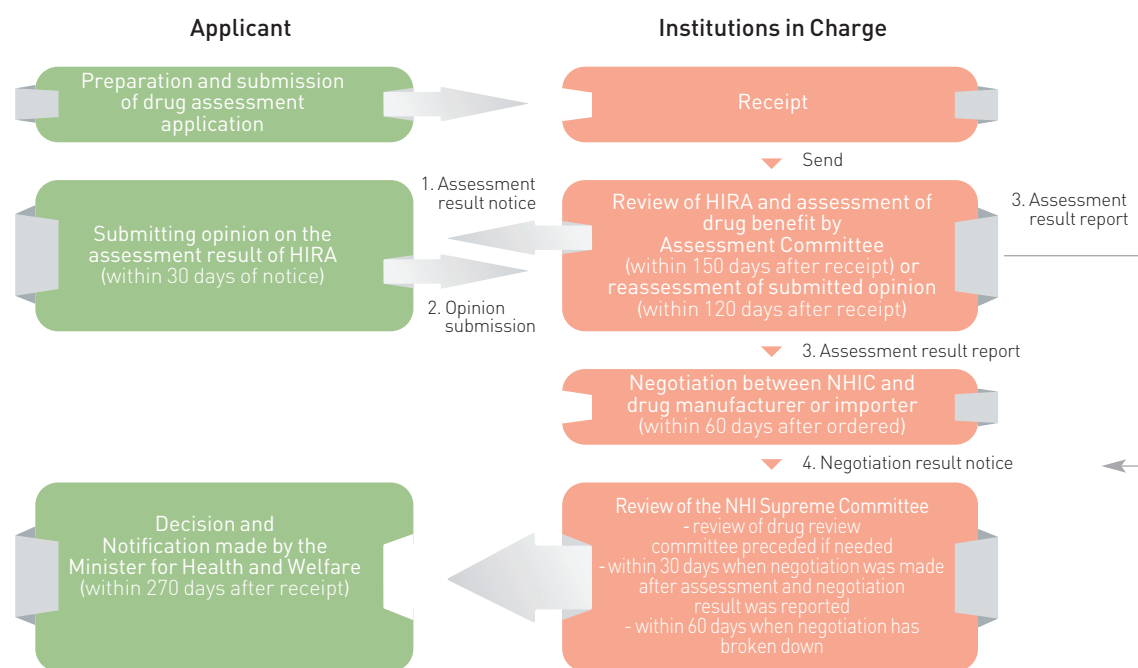 Applicant
Institutions in Charge
Preparation and submission
of drug assessment
application
Receipt
Send
1. Assessment
result notice
Submitting opinion on the
assessment result of HIRA
(within 30 days of notice)
2. Opinion
submission
Review of HIRA and assessment of
drug benefit by
Assessment Committee
(within 150 days after receipt) or
reassessment of submitted opinion
(within 120 days after receipt)
3. Assessment
result report
3. Assessment result report
Negotiation between NHIC and
drug manufacturer or importer
(within 60 days after ordered)
4. Negotiation result notice
Decision and
Notification made by the
Minister for Health and Welfare
(within 270 days after receipt)
Review of the NHI Supreme Committee
- review of drug review
committee preceded if needed
- within 30 days when negotiation was made
after assessment and negotiation
result was reported
- within 60 days when negotiation has
broken down